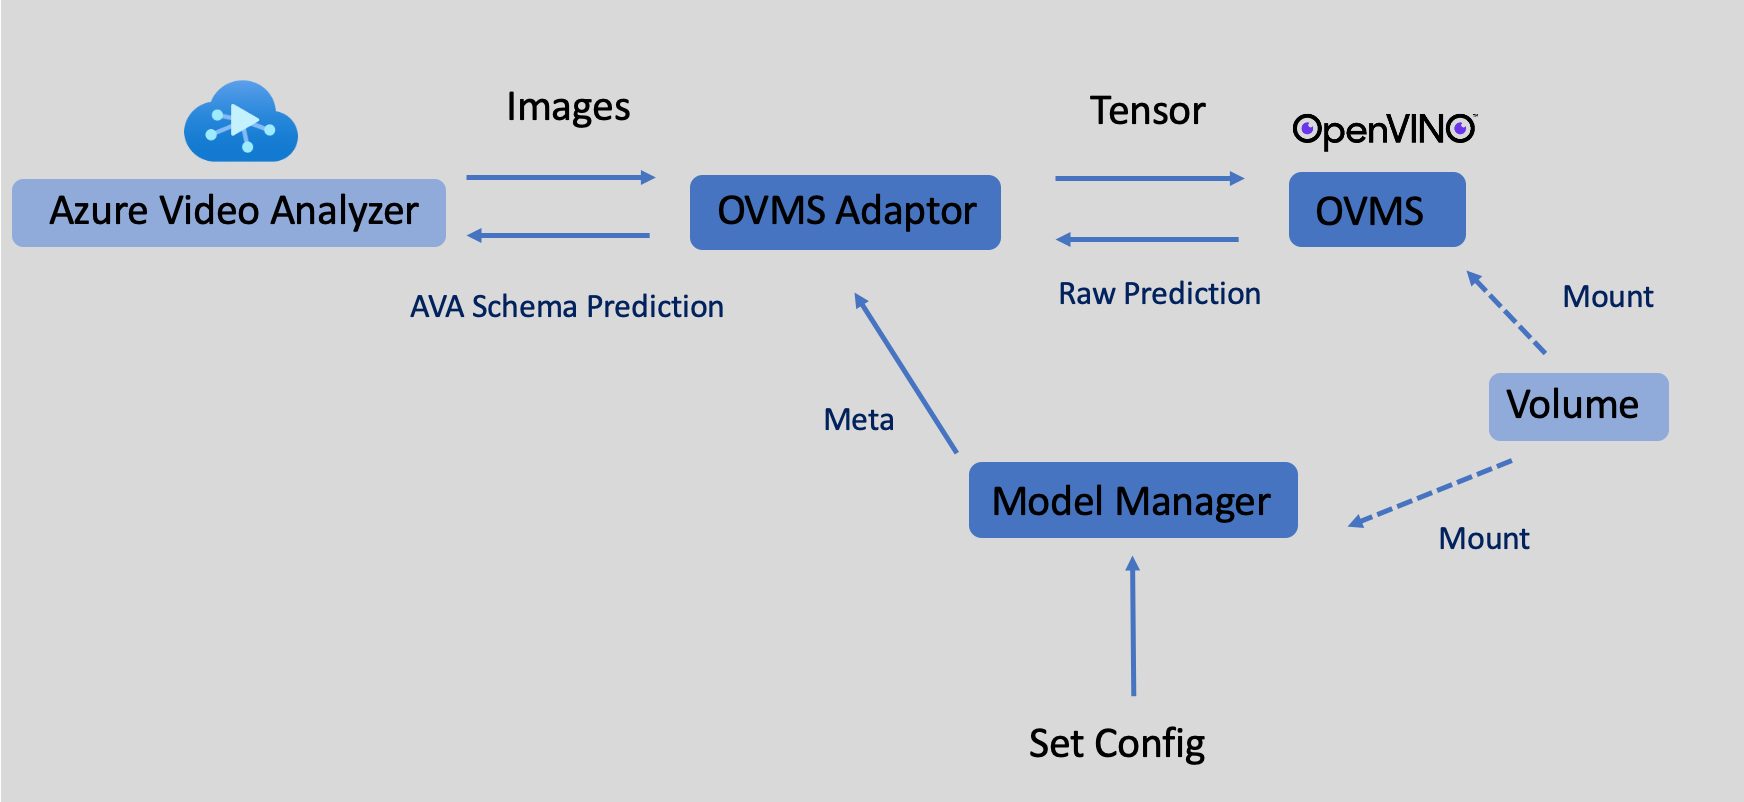 Images
Tensor
OpenVINO™
Azure Video Analyzer
OVMS Adaptor
OVMS
AVA Schema Prediction
Raw Prediction
Mount
Meta
Volume
Model Manager
Mount
Set Config